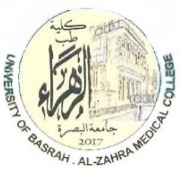 كلية
طب
الزهراء
2017
جامعة البصرة
UNIVERSITY OF BASRAH . AL-ZAHRA MEDICAL COLLEGE